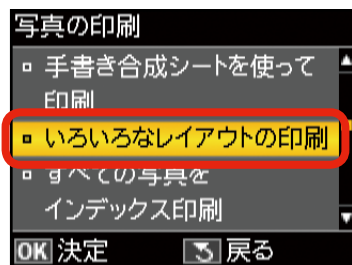 写真の印刷
手書き合成シートを使って
印刷
いろいろなレイアウトの印刷
すべての写真を
インデックス印刷
OK 決定 戻る